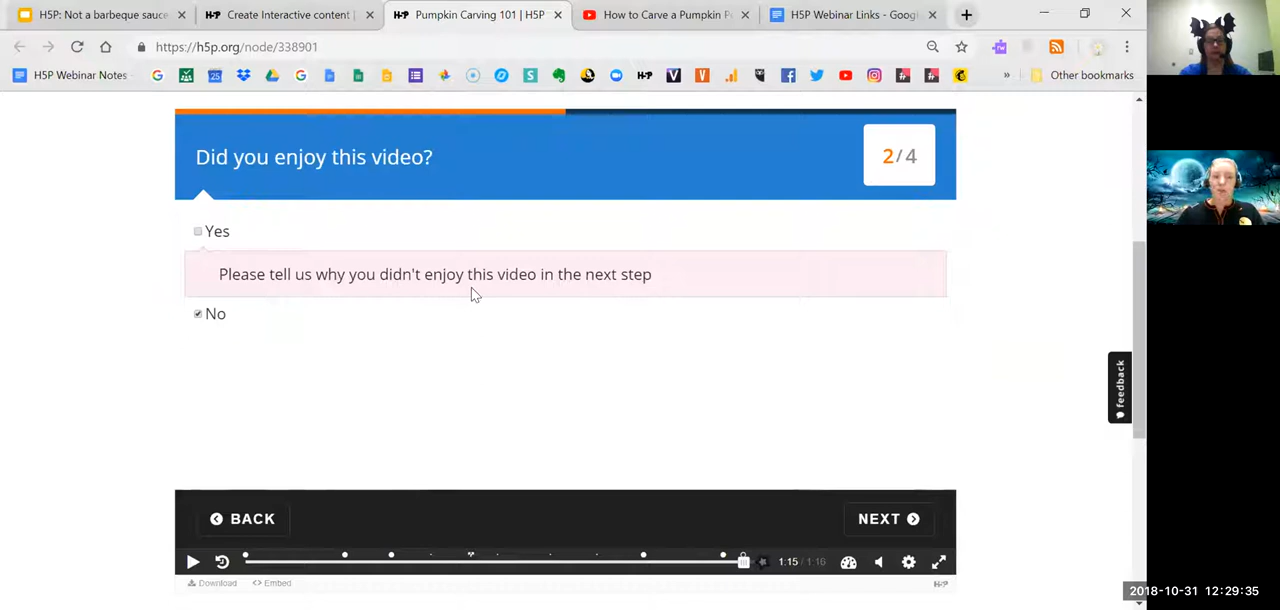 H5P: Not a barbeque sauce
Create Interactive content |
Pumpkin Carving 101 | H5P
How to Carve a Pumpkin P
H5P Webinar Links - Googl
https://h5p.org/node/338901
H5P Webinar Notes
Other bookmarks
Did you enjoy this video?
2/4
Yes
Please tell us why you didn't enjoy this video in the next step
No
feedback
BACK
NEXT
1:15 / 1:16
Download
<> Embed
H5P
2018-10-31 12:29:35